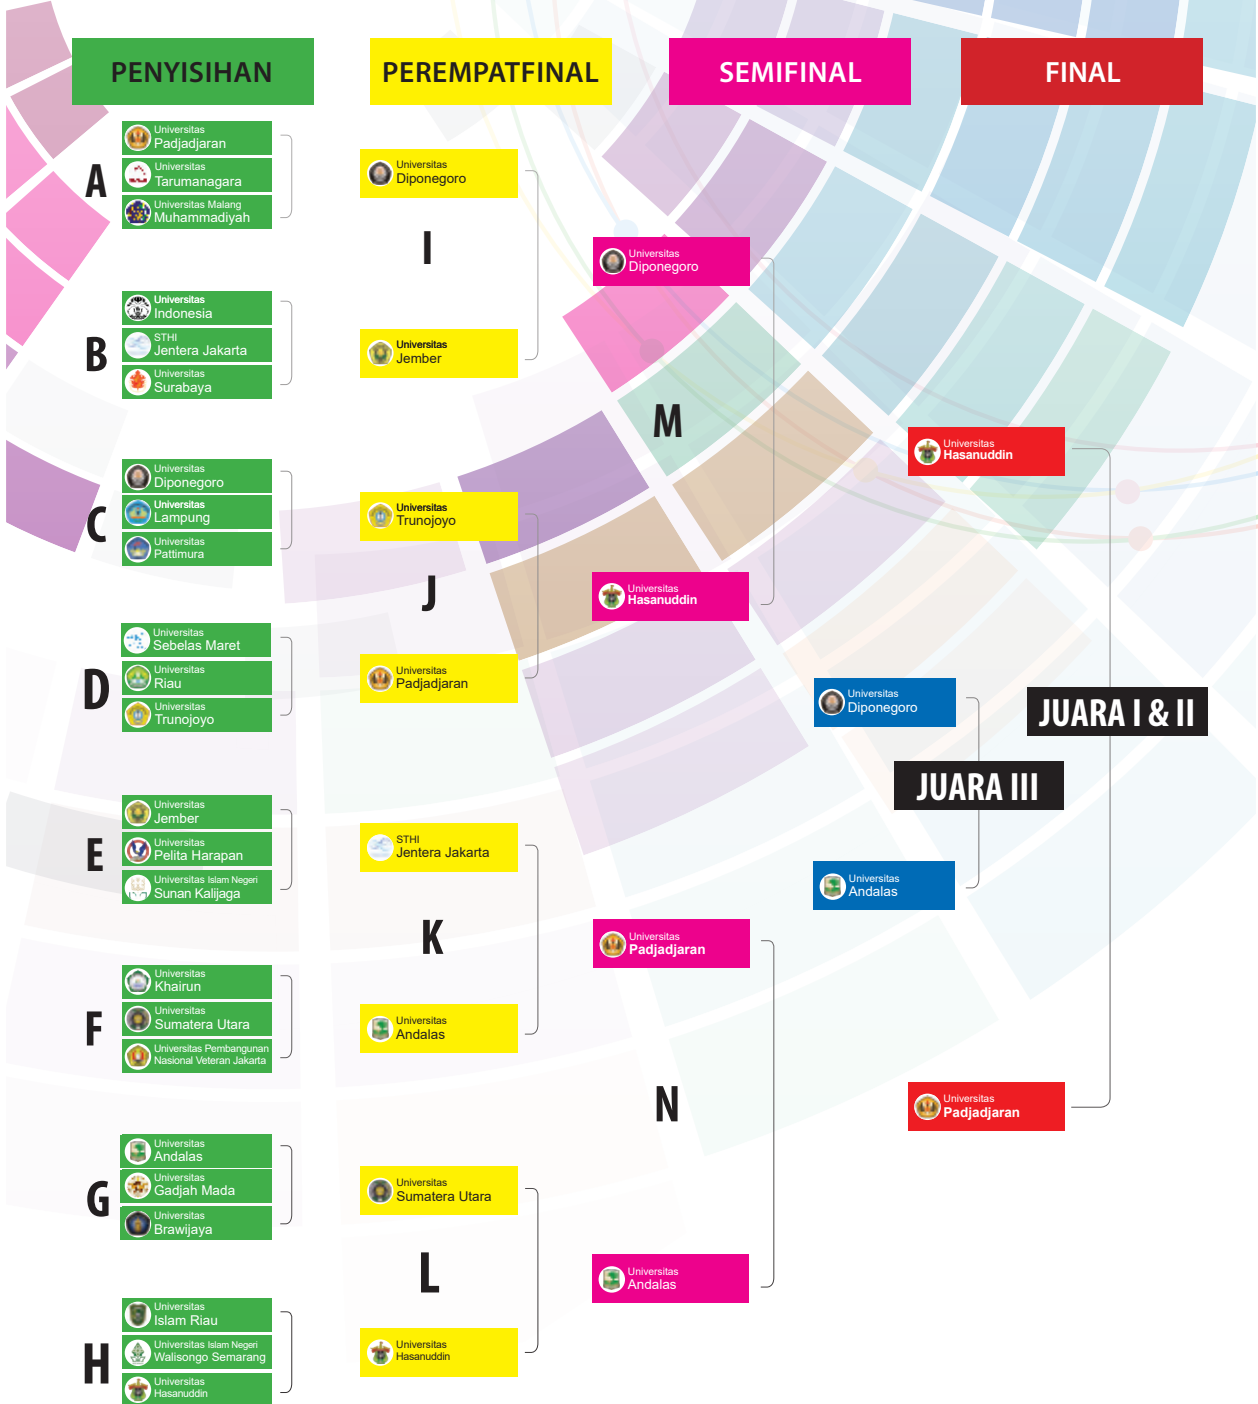 PENYISIHAN
PEREMPATFINAL
SEMIFINAL
FINAL
A
Universitas
Padjadjaran
Universitas
Tarumanagara
Universitas Malang
Muhammadiyah
B
Universitas
Indonesia
STHI
Jentera Jakarta
Universitas
Surabaya
C
Universitas
Diponegoro
Universitas
Lampung
Universitas
Pattimura
D
Universitas
Sebelas Maret
Universitas
Riau
Universitas
Trunojoyo
E
Universitas
Jember
Universitas
Pelita Harapan
Universitas Islam Negeri
Sunan Kalijaga
F
Universitas
Khairun
Universitas
Sumatera Utara
Universitas Pembangunan
Nasional Veteran Jakarta
G
Universitas
Andalas
Universitas
Gadjah Mada
Universitas
Brawijaya
H
Universitas
Islam Riau
Universitas Islam Negeri
Walisongo Semarang
Universitas
Hasanuddin
Universitas
Diponegoro
I
Universitas
Jember
Universitas
Trunojoyo
J
Universitas
Padjadjaran
STHI
Jentera Jakarta
K
Universitas
Andalas
Universitas
Sumatera Utara
L
Universitas
Hasanuddin
Universitas
Diponegoro
M
Universitas
Hasanuddin
Universitas
Padjadjaran
N
Universitas
Andalas
Universitas
Diponegoro
JUARA III
Universitas
Andalas
Universitas
Hasanuddin
JUARA I & II
Universitas
Padjadjaran